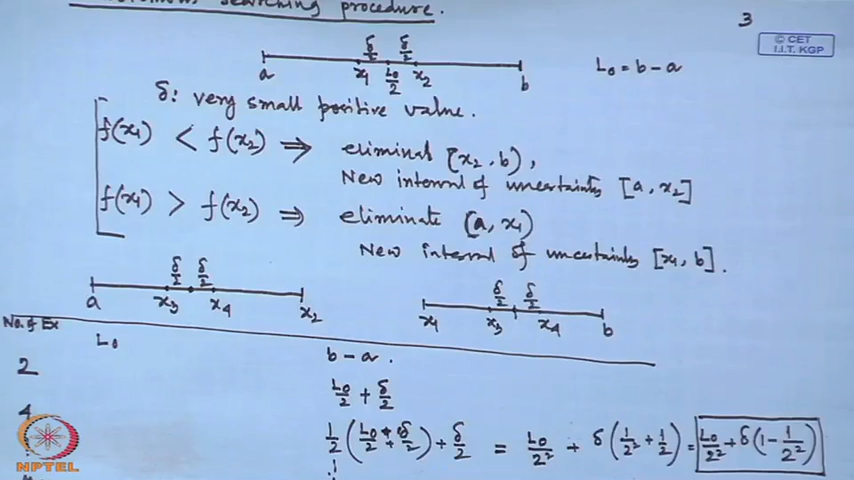 searching procedure.
3
© CET
I.I.T. KGP
δ/2 δ/2
a x₁ L₀/2 x₂ b
L₀ = b - a
δ: very small positive value.
f(x₁) < f(x₂) ⇒ eliminate [x₂, b),
New interval of uncertainty [a, x₂]
f(x₁) > f(x₂) ⇒ eliminate (a, x₁)
New interval of uncertainty [x₁, b].
δ/2 δ/2
a x₃ x₄ x₂
δ/2 δ/2
x₁ x₃ x₄ b
No. of Ex
L₀
b - a.
2
L₀/2 + δ/2
4
1/2 (L₀/2 + δ/2) + δ/2 = L₀/2² + δ(1/2² + 1/2) = L₀/2² + δ(1 - 1/2²)
NPTEL